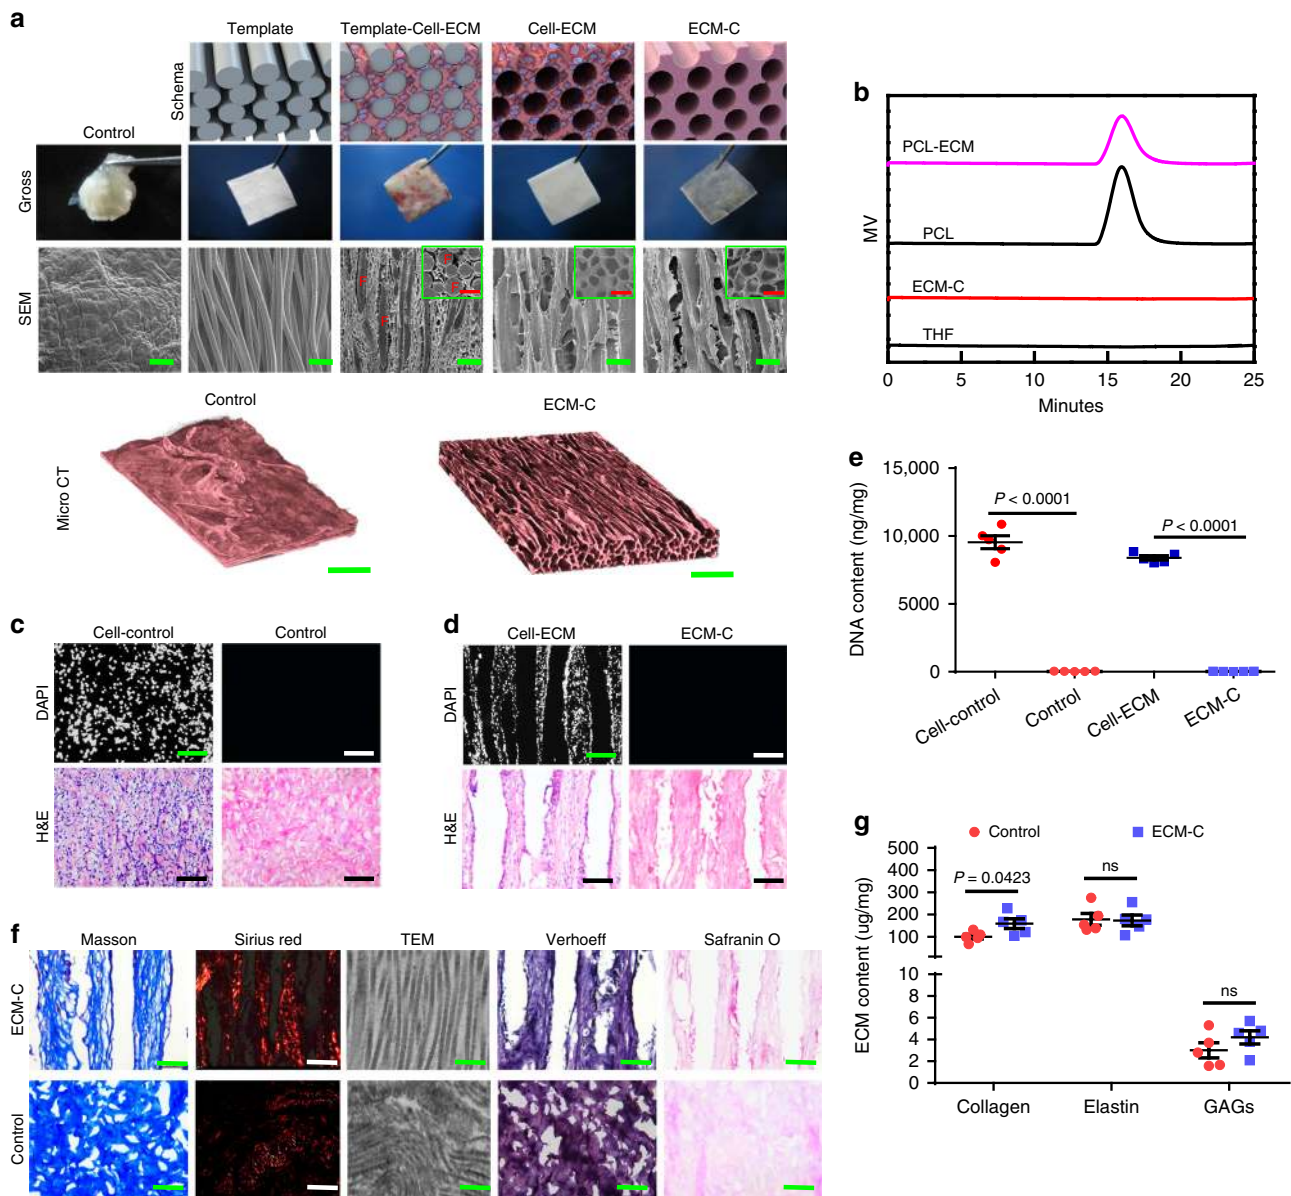 a
Template
Template-Cell-ECM
Cell-ECM
ECM-C
Schema
Control
Gross
SEM
F
F
F
F
Control
ECM-C
Micro CT
b
PCL-ECM
PCL
ECM-C
THF
MV
0
5
10
15
20
25
Minutes
c
Cell-control
Control
DAPI
H&E
d
Cell-ECM
ECM-C
DAPI
H&E
e
15,000
10,000
5000
0
DNA content (ng/mg)
P < 0.0001
P < 0.0001
Cell-control
Control
Cell-ECM
ECM-C
f
Masson
Sirius red
TEM
Verhoeff
Safranin O
ECM-C
Control
g
Control
ECM-C
500
400
300
200
100
10
8
6
4
2
0
ECM content (ug/mg)
P = 0.0423
ns
ns
Collagen
Elastin
GAGs